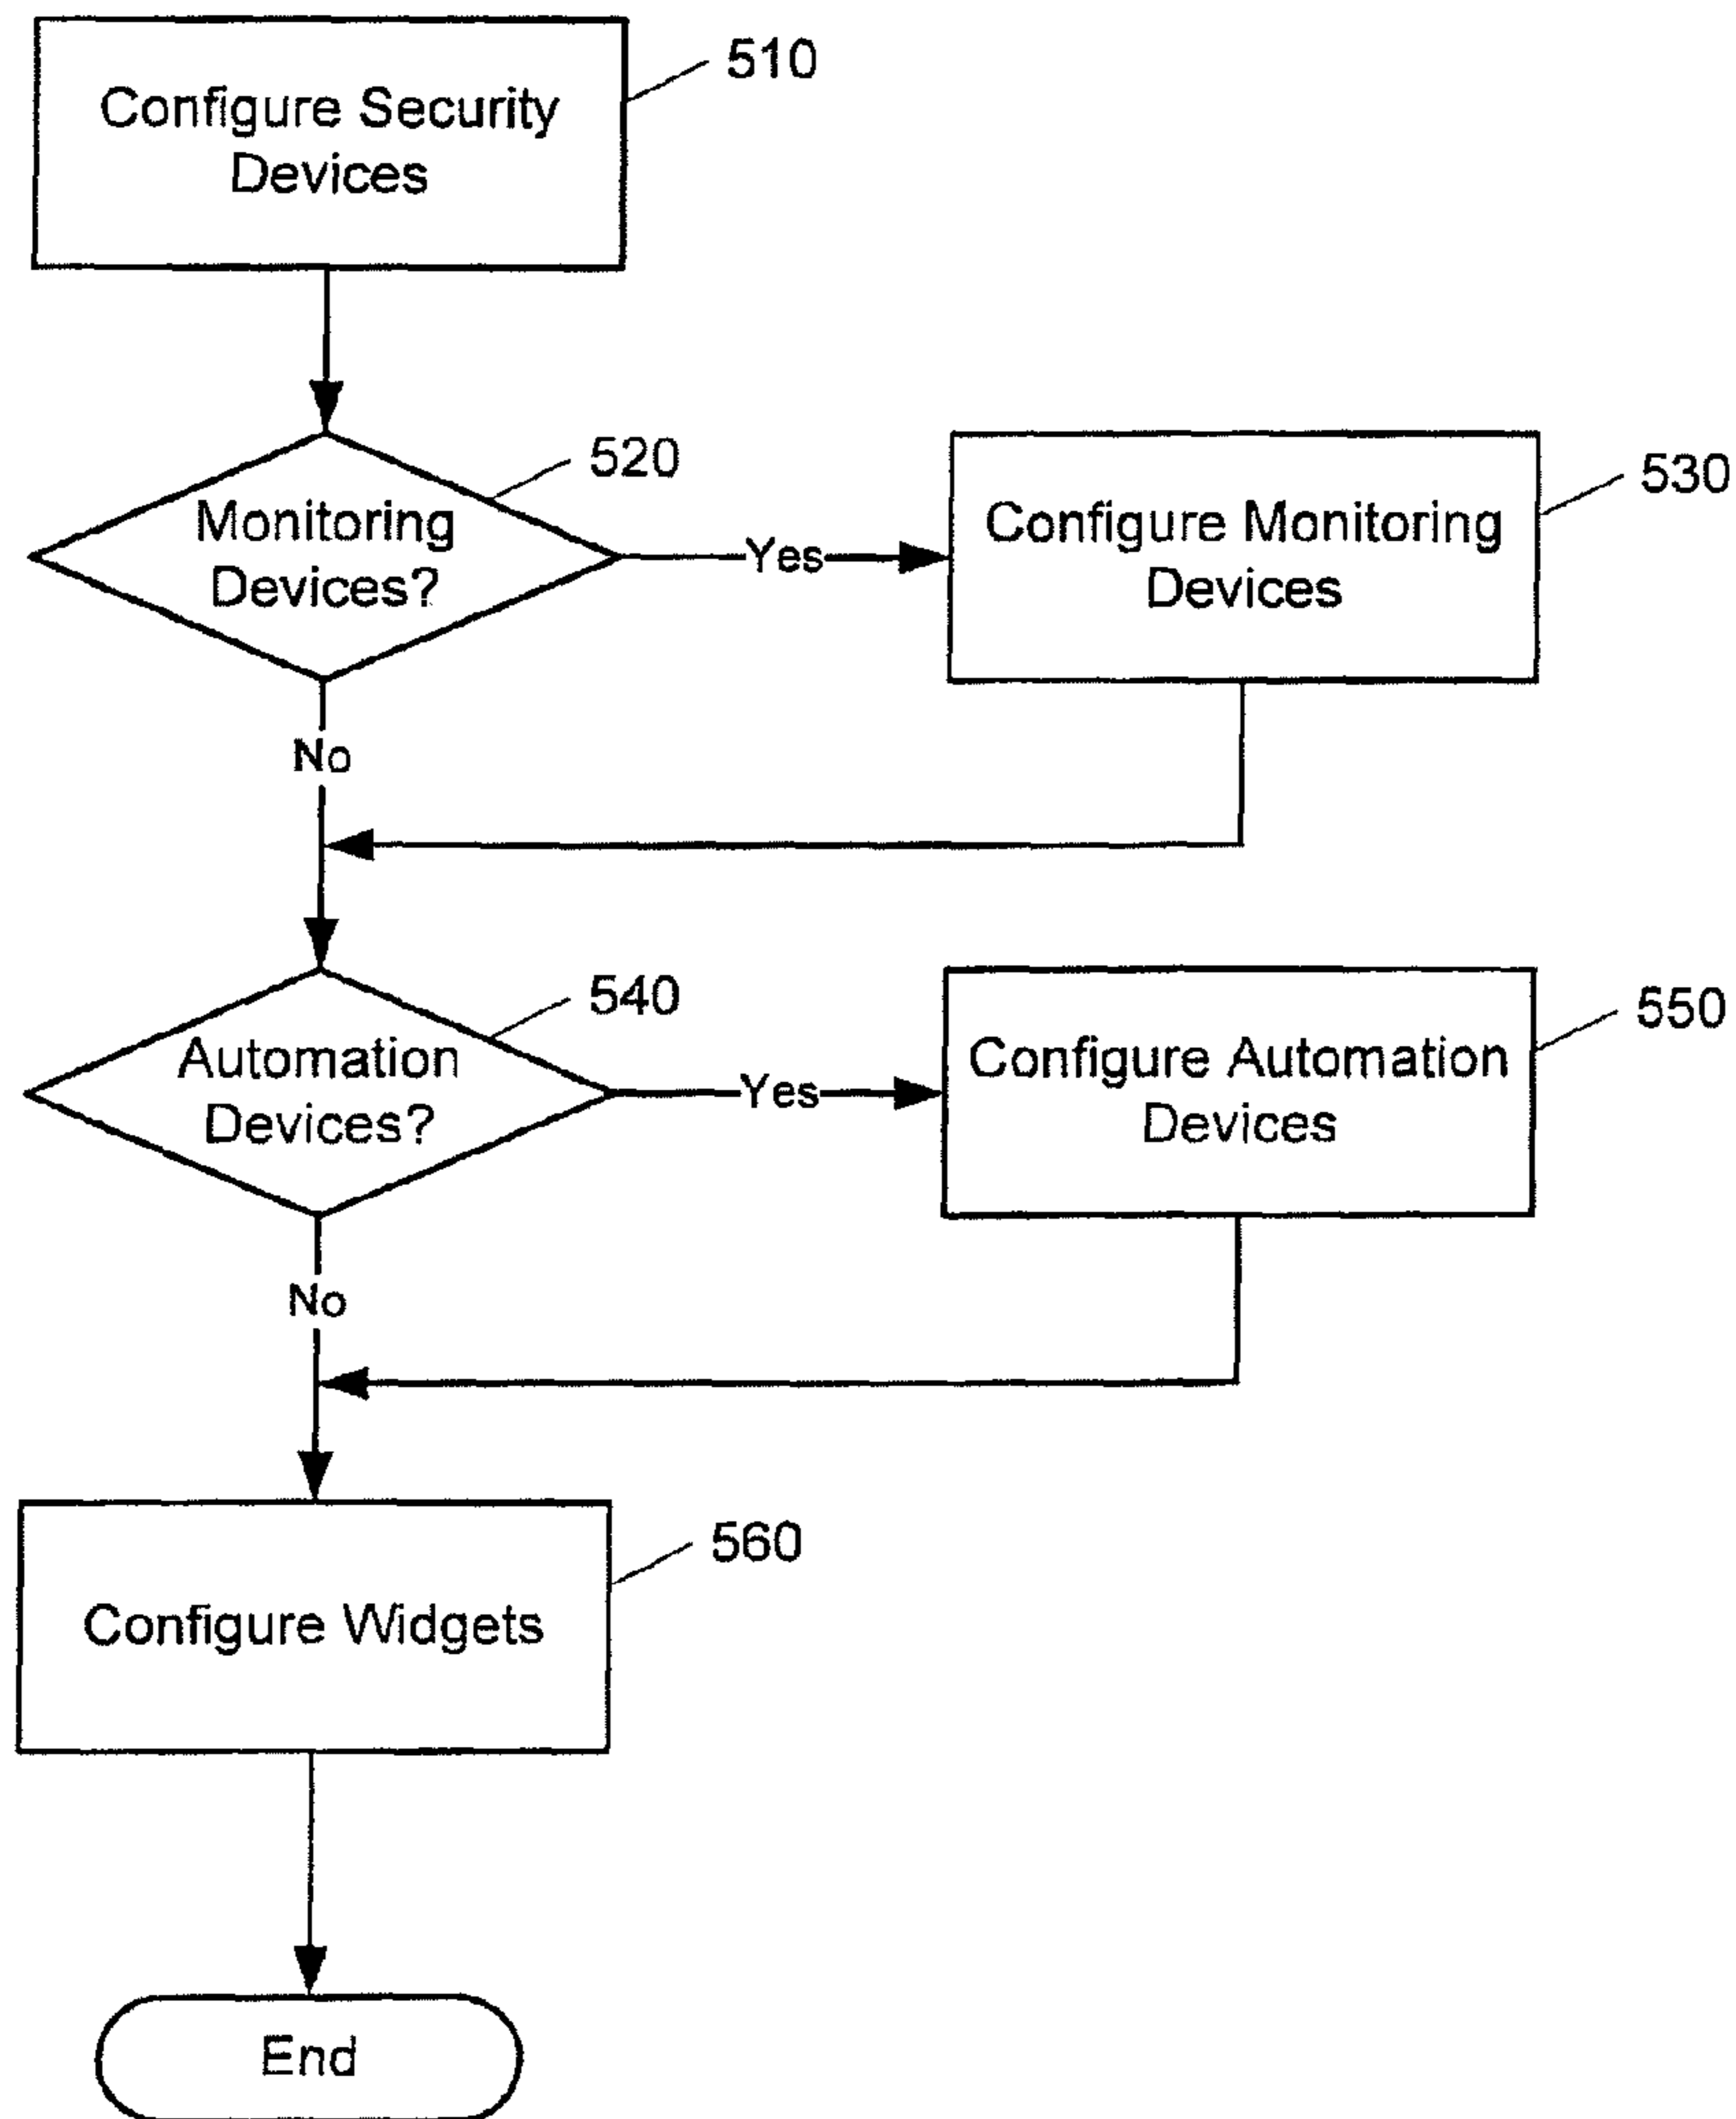 Configure Security
Devices
510
Monitoring
Devices?
520
Yes
Configure Monitoring
Devices
530
No
Automation
Devices?
540
Yes
Configure Automation
Devices
550
No
Configure Widgets
560
End